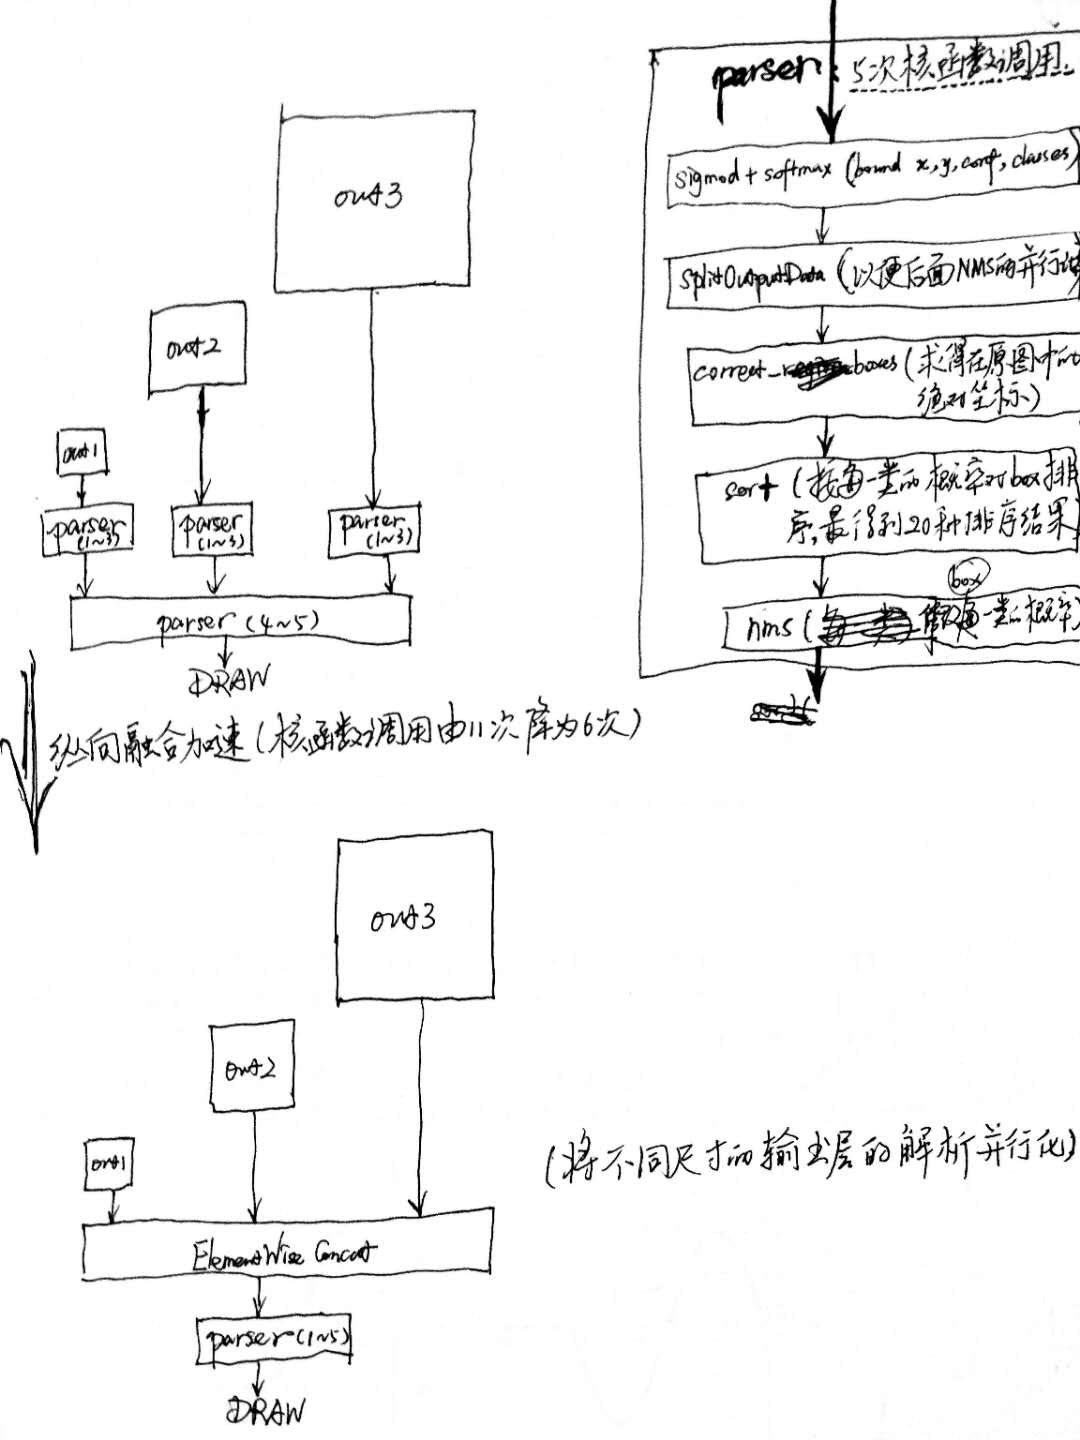 out3
out2
out1
parser
(1~3)
parser
(1~3)
parser
(1~3)
parser (4~5)
DRAW
纵向融合加速(核函数调用由11次降为6次)
parser: 5次核函数调用.
sigmod + softmax (bound x, y, conf, classes)
splitOutputData (以便后面NMS的并行
correct_boxes (求得在原图中的
绝对坐标)
sort (按每一类的概率对box排
序,最得到20种排序结果
box
nms ( 每一类的概率)
out3
out2
out1
ElementWise Concat
parser (1~5)
DRAW
(将不同尺寸的输出层的解析并行化)